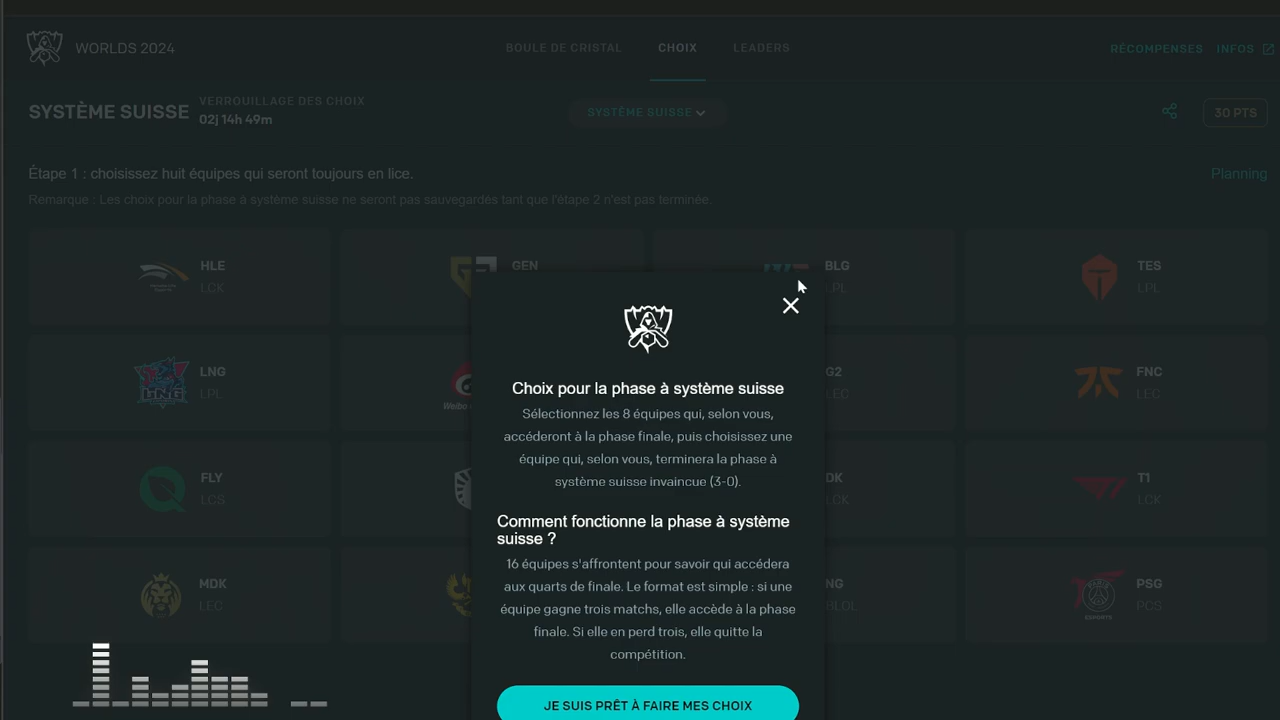 WORLDS 2024
BOULE DE CRISTAL
CHOIX
LEADERS
RÉCOMPENSES
INFOS
SYSTÈME SUISSE
VERROUILLAGE DES CHOIX
02j 14h 49m
SYSTÈME SUISSE
30 PTS
Étape 1 : choisissez huit équipes qui seront toujours en lice.
Planning
Remarque : Les choix pour la phase à système suisse ne seront pas sauvegardés tant que l'étape 2 n'est pas terminée.
HLE
LCK
GEN
BLG
LPL
TES
LPL
LNG
LPL
Weibo
G2
LEC
FNC
LEC
FLY
LCS
DK
LCK
T1
LCK
MDK
LEC
NG
BLOL
PSG
PCS
Choix pour la phase à système suisse
Sélectionnez les 8 équipes qui, selon vous,
accéderont à la phase finale, puis choisissez une
équipe qui, selon vous, terminera la phase à
système suisse invaincue (3-0).
Comment fonctionne la phase à système
suisse ?
16 équipes s'affrontent pour savoir qui accédera
aux quarts de finale. Le format est simple : si une
équipe gagne trois matchs, elle accède à la phase
finale. Si elle en perd trois, elle quitte la
compétition.
JE SUIS PRÊT À FAIRE MES CHOIX